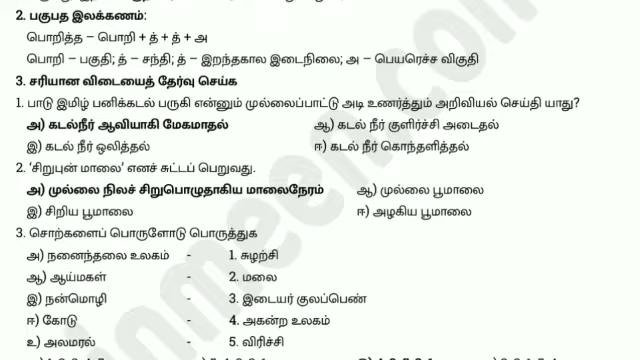 2. பகுபத இலக்கணம்:
பொறித்த – பொறி + த் + த் + அ
பொறி – பகுதி; த் – சந்தி; த் – இறந்தகால இடைநிலை; அ – பெயரெச்ச விகுதி
3. சரியான விடையைத் தேர்வு செய்க
1. பாடு இமிழ் பனிக்கடல் பருகி என்னும் முல்லைப்பாட்டு அடி உணர்த்தும் அறிவியல் செய்தி யாது?
அ) கடல்நீர் ஆவியாகி மேகமாதல் ஆ) கடல் நீர் குளிர்ச்சி அடைதல்
இ) கடல் நீர் ஒலித்தல் ஈ) கடல் நீர் கொந்தளித்தல்
2. ‘சிறுபுன் மாலை’ எனச் சுட்டப் பெறுவது.
அ) முல்லை நிலச் சிறுபொழுதாகிய மாலைநேரம் ஆ) முல்லை பூமாலை
இ) சிறிய பூமாலை ஈ) அழகிய பூமாலை
3. சொற்களைப் பொருளோடு பொருத்துக
அ) நனைந்தலை உலகம் - 1. சுழற்சி
ஆ) ஆய்மகள் - 2. மலை
இ) நன்மொழி - 3. இடையர் குலப்பெண்
ஈ) கோடு - 4. அகன்ற உலகம்
உ) அலமரல் - 5. விரிச்சி